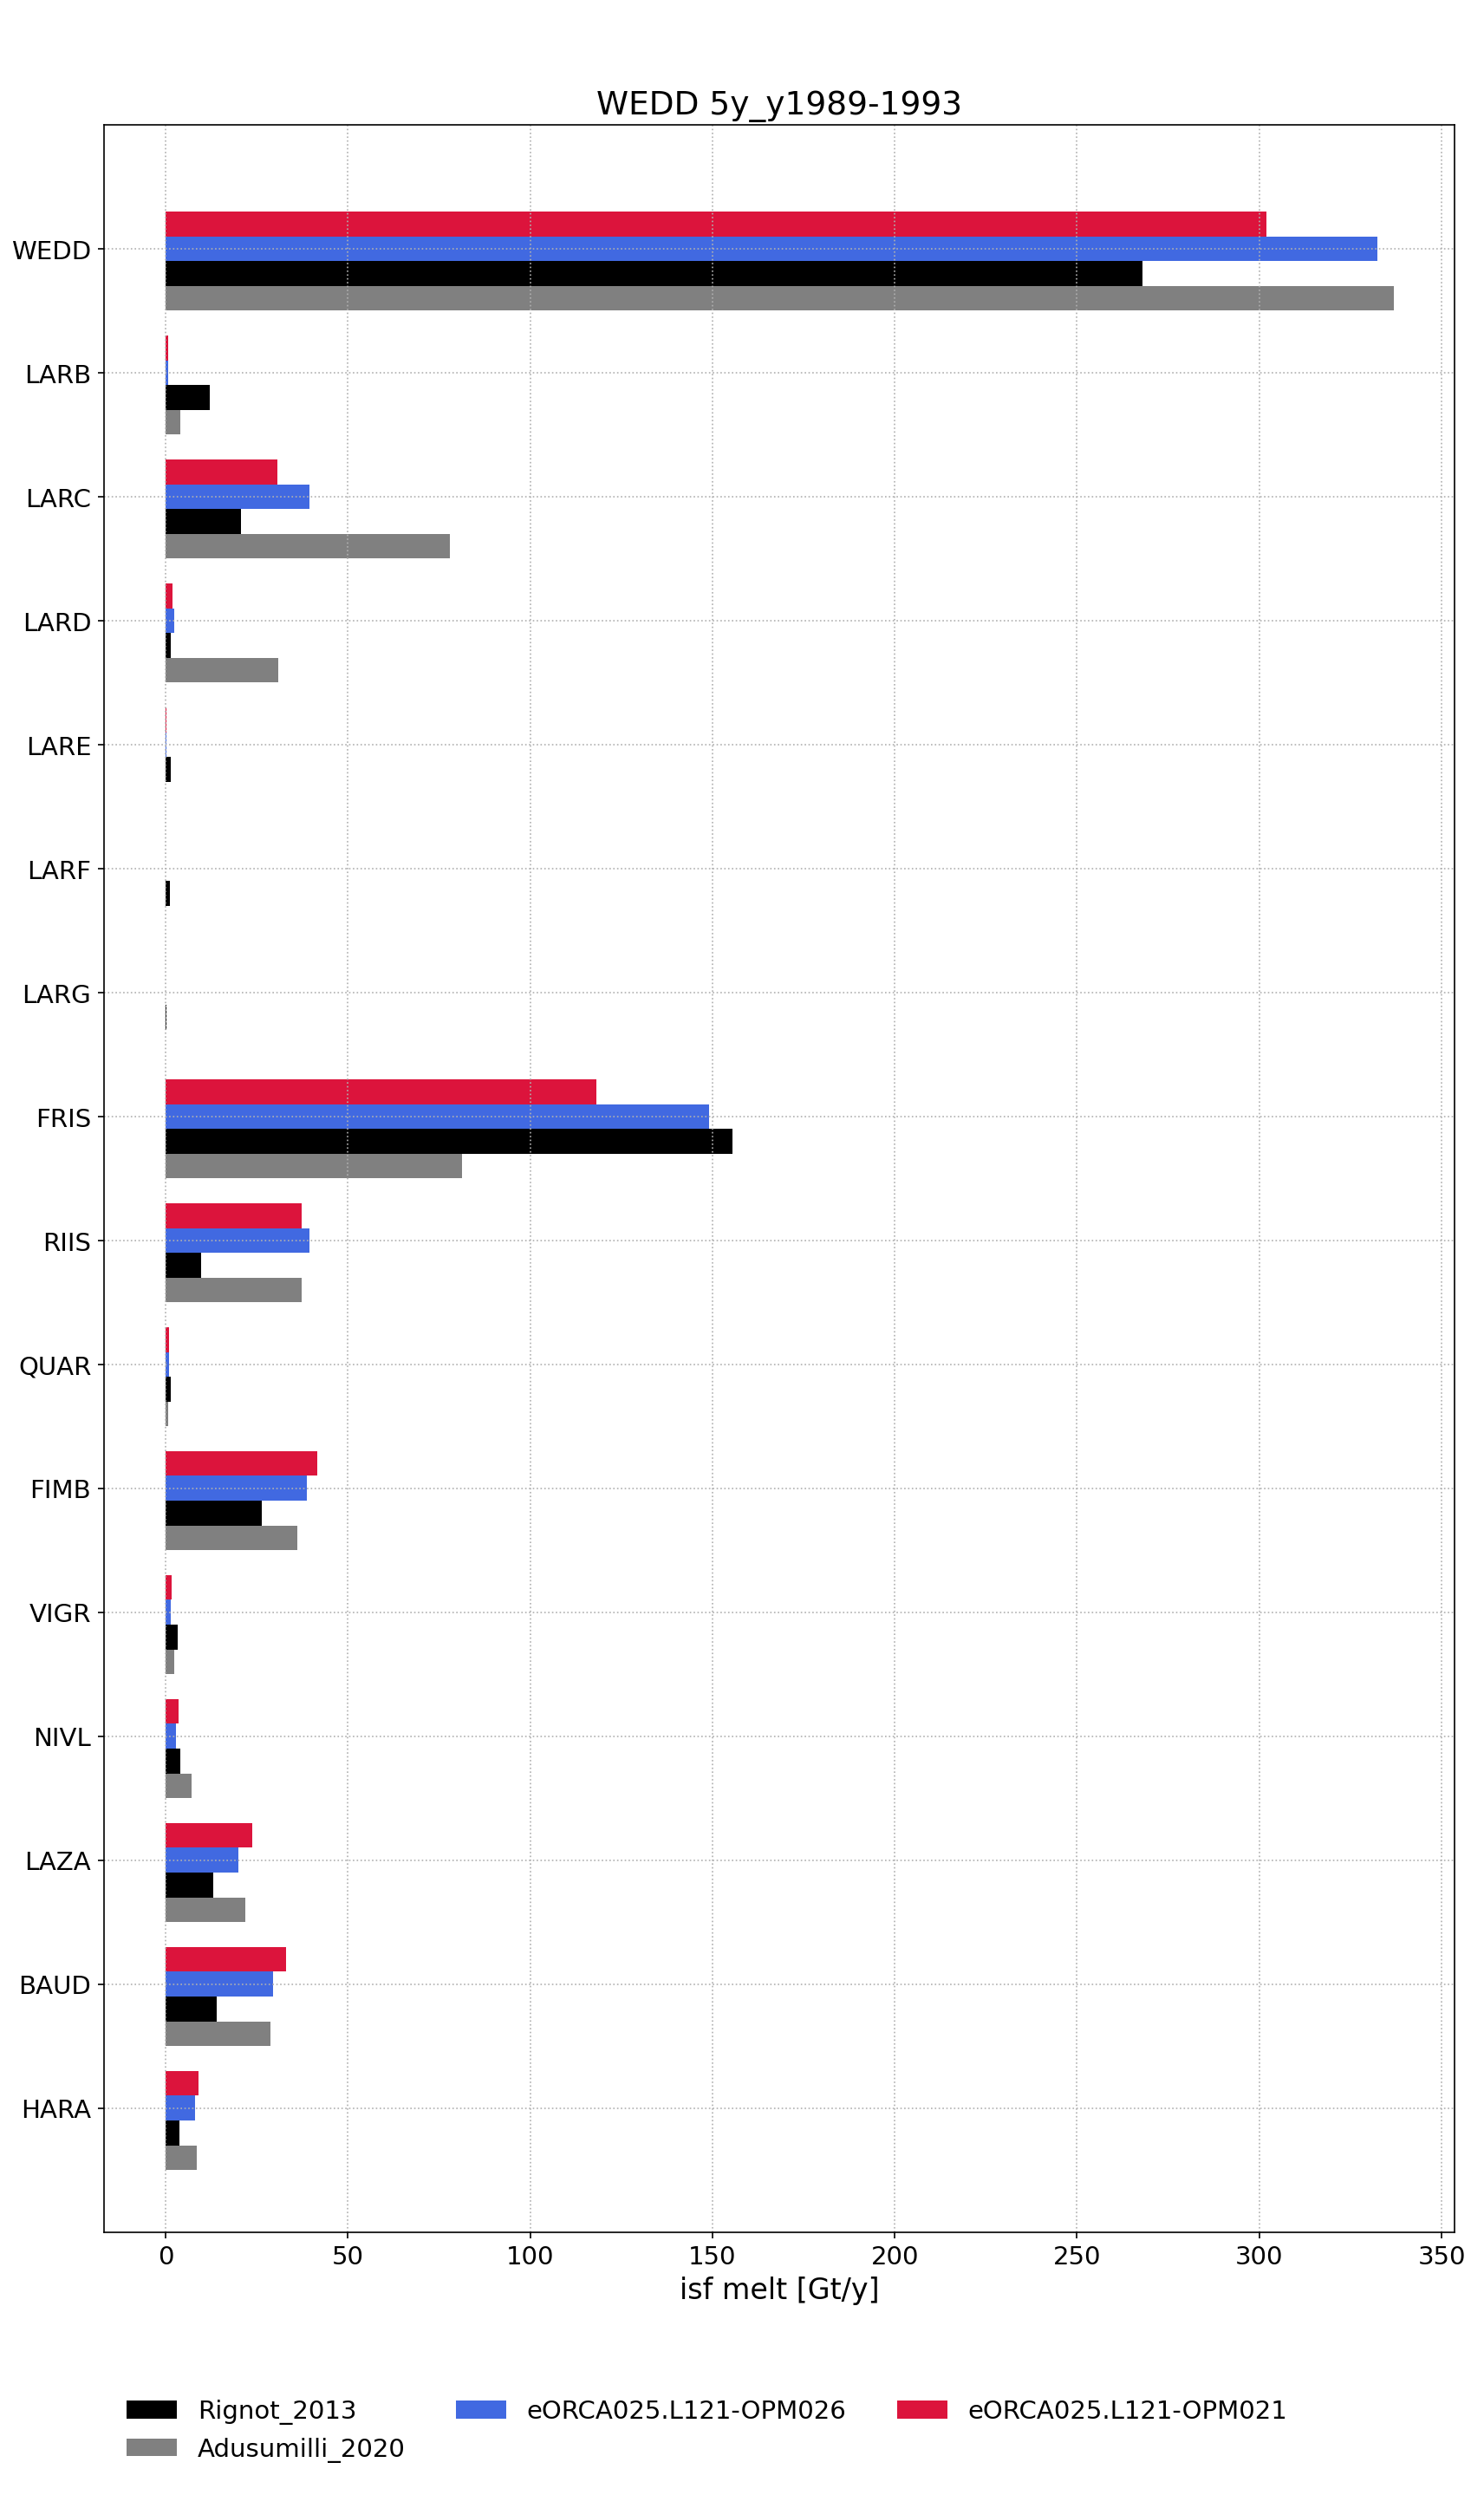 WEDD 5y_y1989-1993
WEDD
LARB
LARC
LARD
LARE
LARF
LARG
FRIS
RIIS
QUAR
FIMB
VIGR
NIVL
LAZA
BAUD
HARA
0 50 100 150 200 250 300 350
isf melt [Gt/y]
Rignot_2013 eORCA025.L121-OPM026 eORCA025.L121-OPM021
Adusumilli_2020